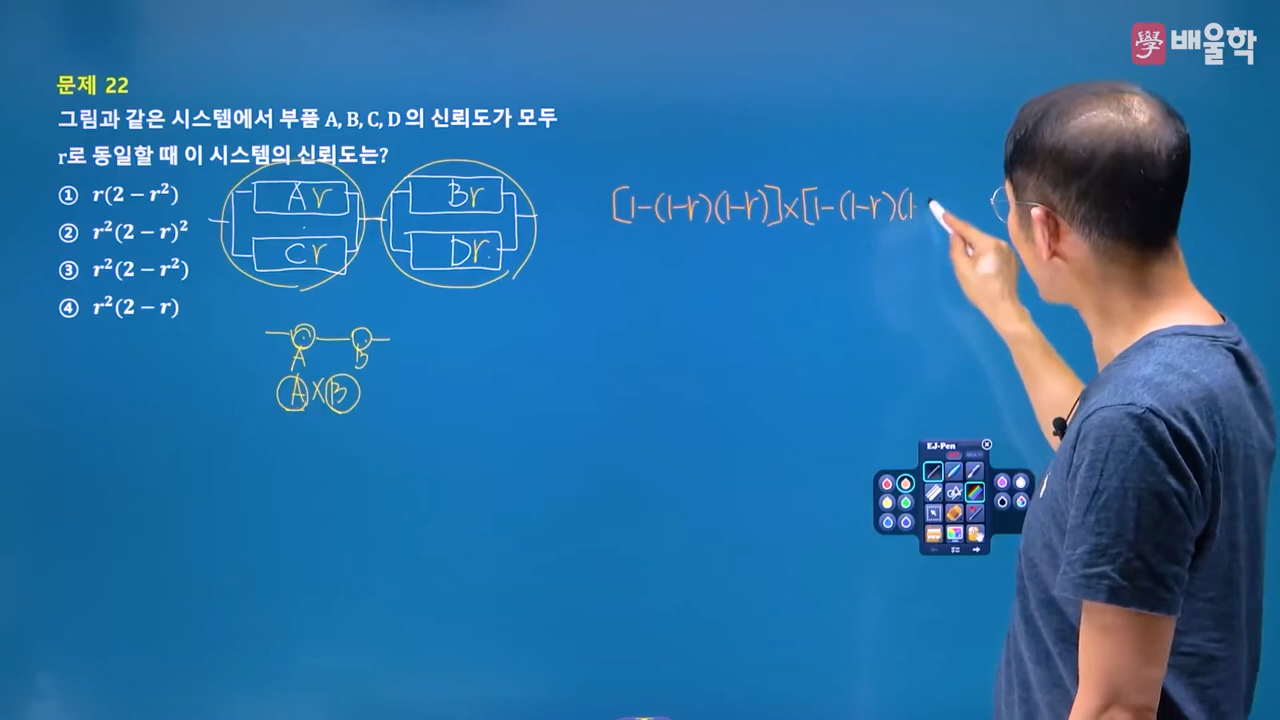 學 배울학
문제 22
그림과 같은 시스템에서 부품 A, B, C, D 의 신뢰도가 모두
r로 동일할 때 이 시스템의 신뢰도는?
① r(2 − r²)
② r²(2 − r)²
③ r²(2 − r²)
④ r²(2 − r)
Ar
Br
Cr
Dr
[1-(1-r)(1-r)]×[1-(1-r)(1-
A B
A×B
EJ-Pen